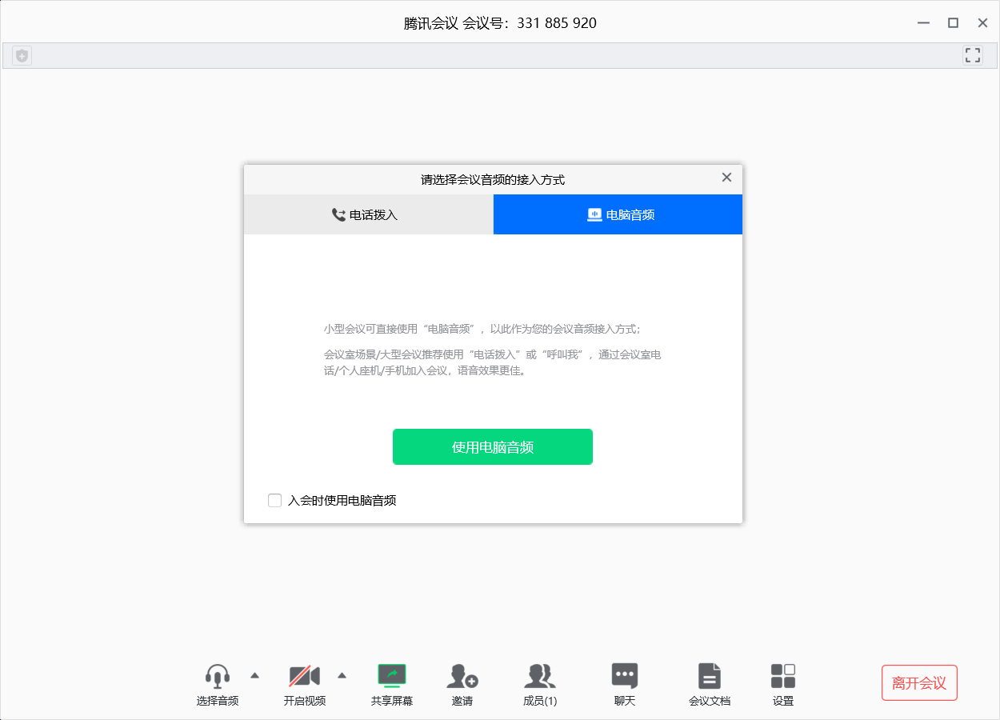 腾讯会议 会议号：331 885 920
请选择会议音频的接入方式
电话拨入
电脑音频
小型会议可直接使用“电脑音频”，以此作为您的会议音频接入方式；
会议室场景/大型会议推荐使用“电话拨入”或“呼叫我”，通过会议室电
话/个人座机/手机加入会议，语音效果更佳。
使用电脑音频
入会时使用电脑音频
选择音频
开启视频
共享屏幕
邀请
成员(1)
聊天
会议文档
设置
离开会议